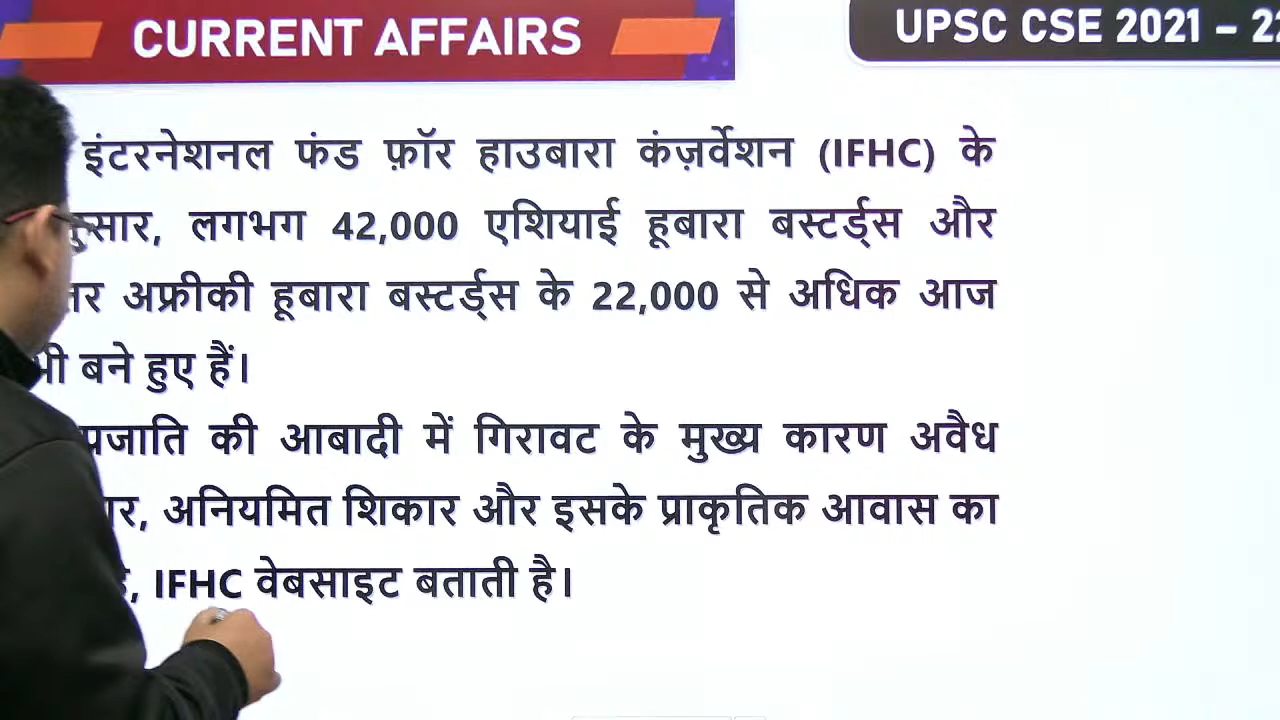 CURRENT AFFAIRS
UPSC CSE 2021 –
इंटरनेशनल फंड फ़ॉर हाउबारा कंज़र्वेशन (IFHC) के
लगभग 42,000 एशियाई हूबारा बस्टर्ड्स और
अफ्रीकी हूबारा बस्टर्ड्स के 22,000 से अधिक आज
बने हुए हैं।
प्रजाति की आबादी में गिरावट के मुख्य कारण अवैध
अनियमित शिकार और इसके प्राकृतिक आवास का
IFHC वेबसाइट बताती है।